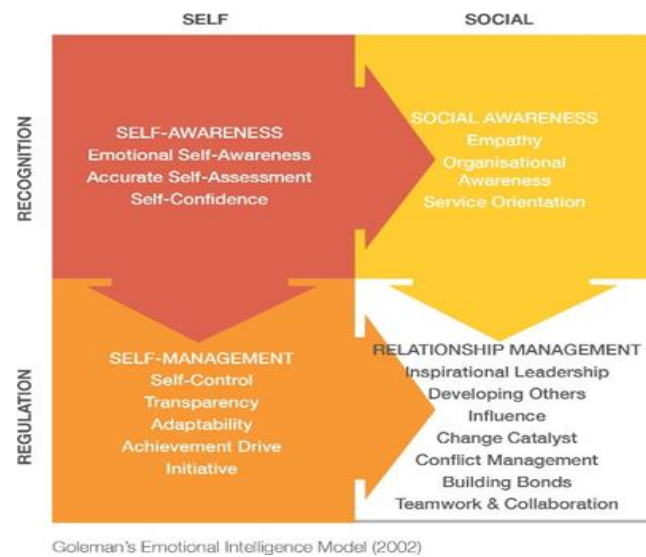 SELF
SOCIAL
RECOGNITION
SELF-AWARENESS
Emotional Self-Awareness
Accurate Self-Assessment
Self-Confidence
SOCIAL AWARENESS
Empathy
Organisational
Awareness
Service Orientation
REGULATION
SELF-MANAGEMENT
Self-Control
Transparency
Adaptability
Achievement Drive
Initiative
RELATIONSHIP MANAGEMENT
Inspirational Leadership
Developing Others
Influence
Change Catalyst
Conflict Management
Building Bonds
Teamwork & Collaboration
Goleman's Emotional Intelligence Model (2002)